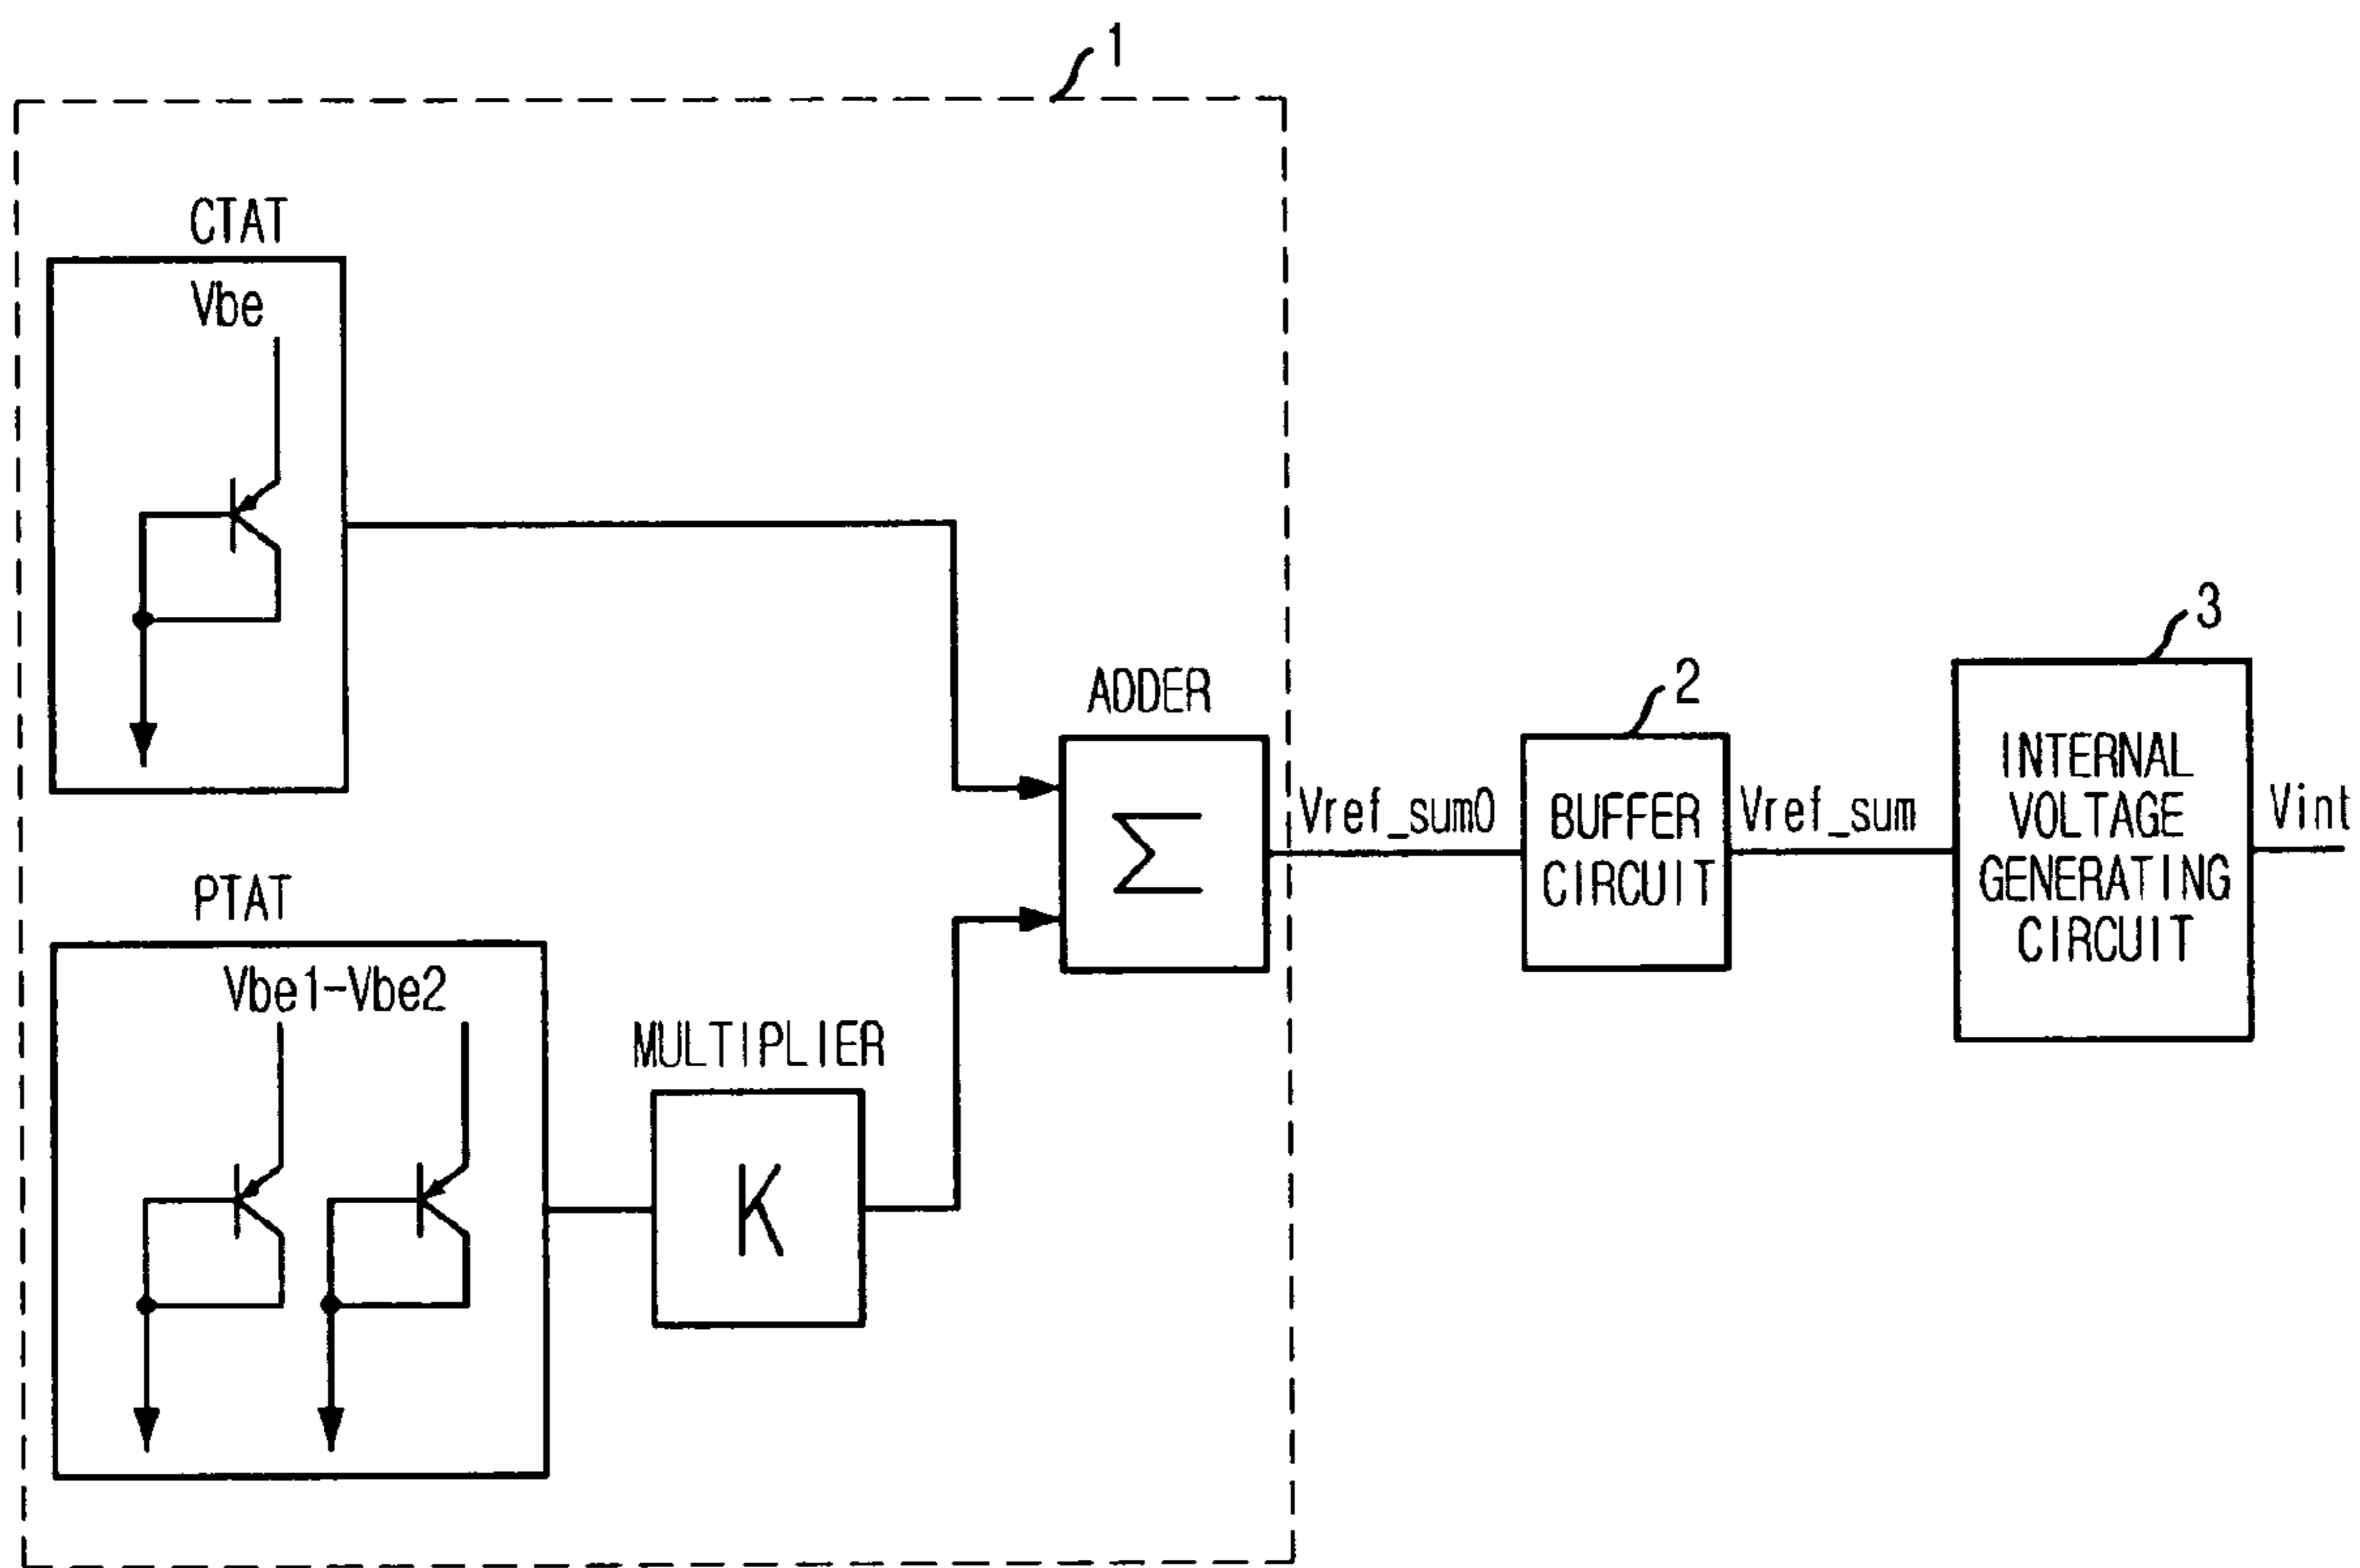 1
CTAT
Vbe
3
2
ADDER
Σ
Vref_sum0
BUFFER
CIRCUIT
Vref_sum
INTERNAL
VOLTAGE
GENERATING
CIRCUIT
Vint
PTAT
Vbe1-Vbe2
MULTIPLIER
K